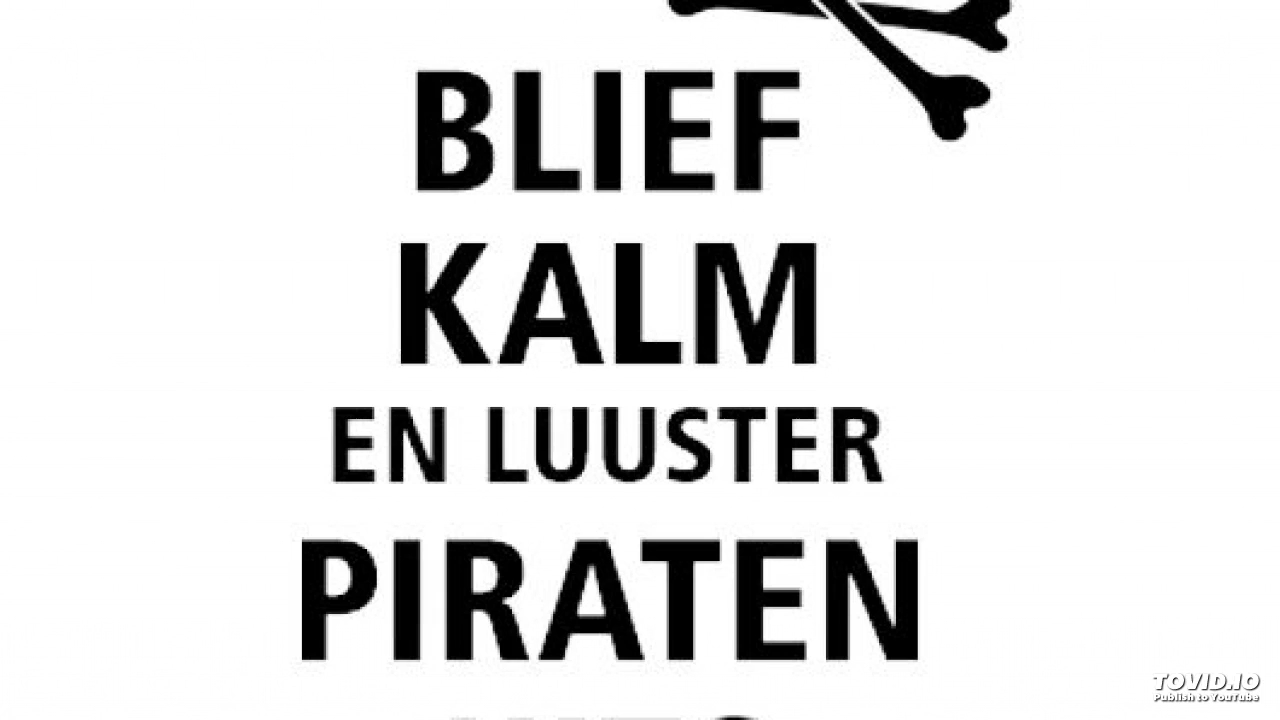 BLIEF
KALM
EN LUUSTER
PIRATEN
TOVID.IO
Publish to YouTube